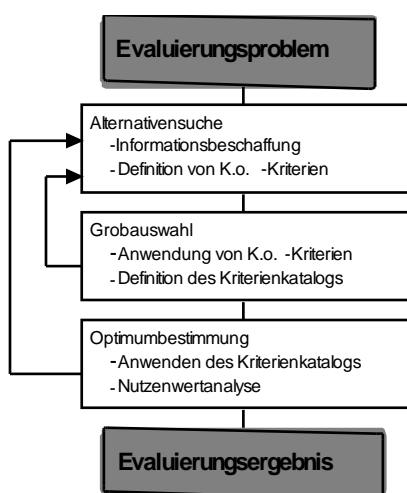 Evaluierungsproblem
Alternativensuche
-Informationsbeschaffung
-Definition von K.o. -Kriterien
Grobauswahl
-Anwendung von K.o. -Kriterien
-Definition des Kriterienkatalogs
Optimumbestimmung
-Anwenden des Kriterienkatalogs
-Nutzenwertanalyse
Evaluierungsergebnis